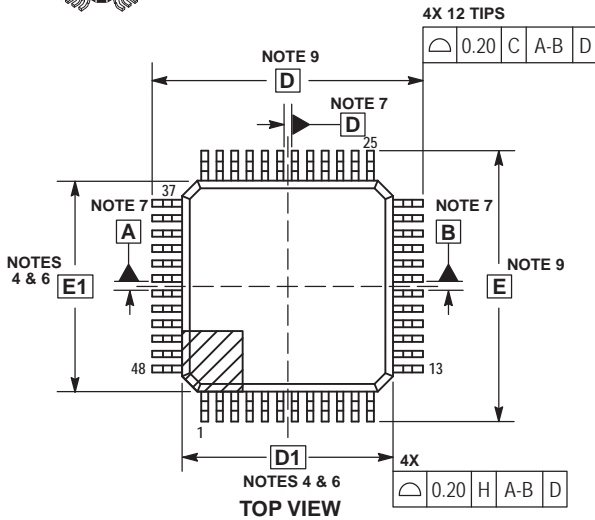 4X 12 TIPS
⌓ 0.20 C A-B D
NOTE 9
D
NOTE 7
D
25
37
NOTE 7
A
NOTE 7
B
NOTES
4 & 6
E1
NOTE 9
E
48
13
1
D1
NOTES 4 & 6
4X
⌓ 0.20 H A-B D
TOP VIEW